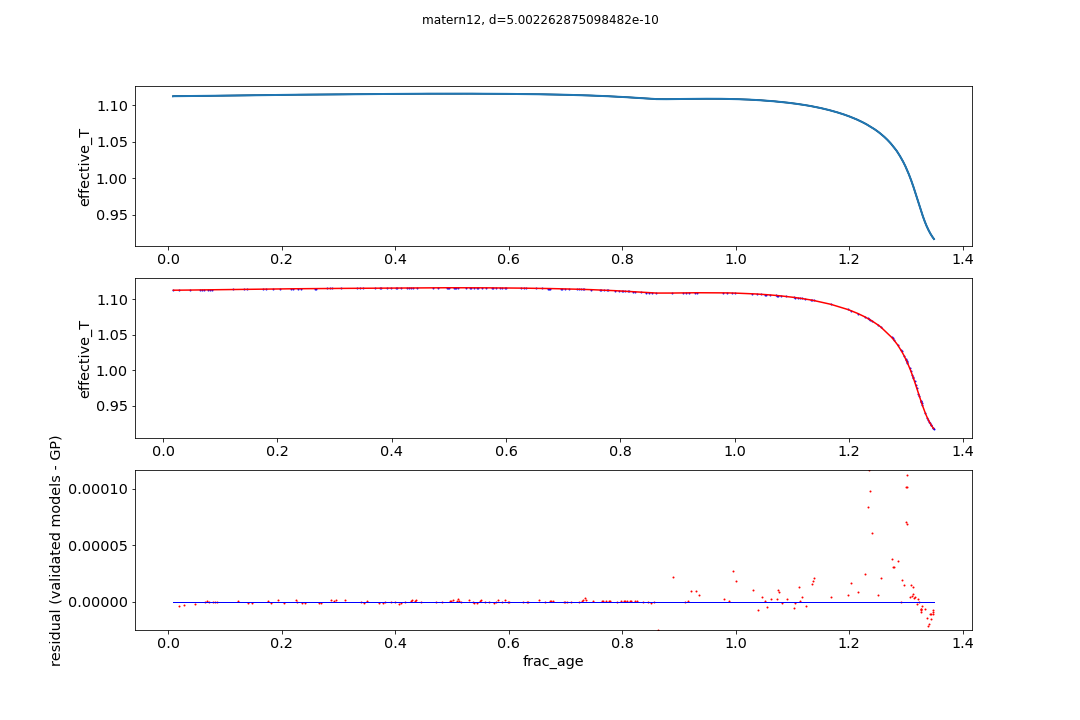 matern12, d=5.002262875098482e-10
effective_T
1.10
1.05
1.00
0.95
0.0 0.2 0.4 0.6 0.8 1.0 1.2 1.4
effective_T
1.10
1.05
1.00
0.95
0.0 0.2 0.4 0.6 0.8 1.0 1.2 1.4
residual (validated models - GP)
0.00010
0.00005
0.00000
0.0 0.2 0.4 0.6 0.8 1.0 1.2 1.4
frac_age